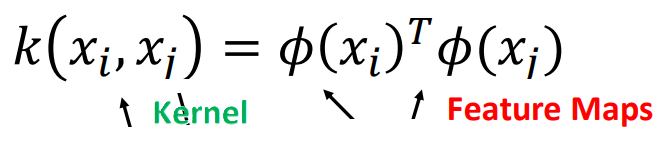 k(xᵢ, xⱼ) = ϕ(xᵢ)ᵀϕ(xⱼ)
Kernel Feature Maps